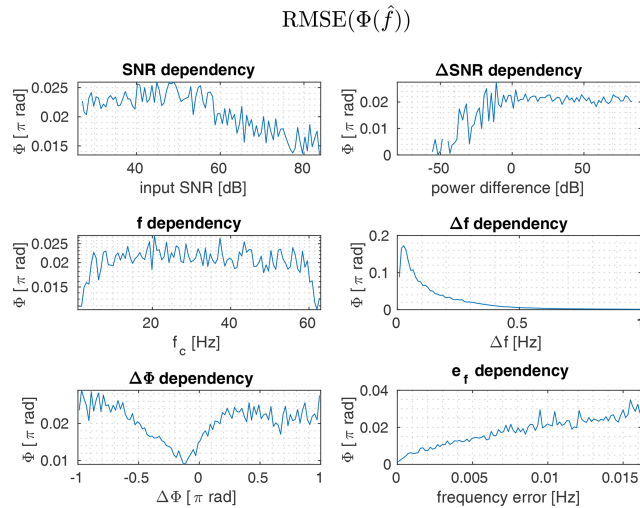 RMSE(Φ(f̂))
SNR dependency
Φ [ π rad]
0.025
0.02
0.015
40
60
80
input SNR [dB]
ΔSNR dependency
Φ [ π rad]
0.02
0.01
0
-50
0
50
power difference [dB]
f dependency
Φ [ π rad]
0.025
0.02
0.015
20
40
60
f_c [Hz]
Δf dependency
Φ [ π rad]
0.2
0.1
0
0
0.5
1
Δf [Hz]
ΔΦ dependency
Φ [ π rad]
0.02
0.01
-1
-0.5
0
0.5
1
ΔΦ [ π rad]
e_f dependency
Φ [ π rad]
0.04
0.02
0
0
0.005
0.01
0.015
frequency error [Hz]